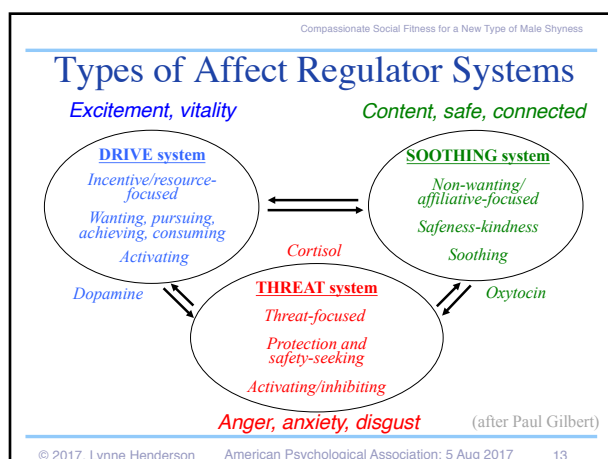 Compassionate Social Fitness for a New Type of Male Shyness
Types of Affect Regulator Systems
Excitement, vitality
Content, safe, connected
DRIVE system
Incentive/resource-
focused
Wanting, pursuing,
achieving, consuming
Activating
SOOTHING system
Non-wanting/
affiliative-focused
Safeness-kindness
Soothing
Cortisol
Dopamine
Oxytocin
THREAT system
Threat-focused
Protection and
safety-seeking
Activating/inhibiting
Anger, anxiety, disgust
(after Paul Gilbert)
© 2017, Lynne Henderson American Psychological Association: 5 Aug 2017 13